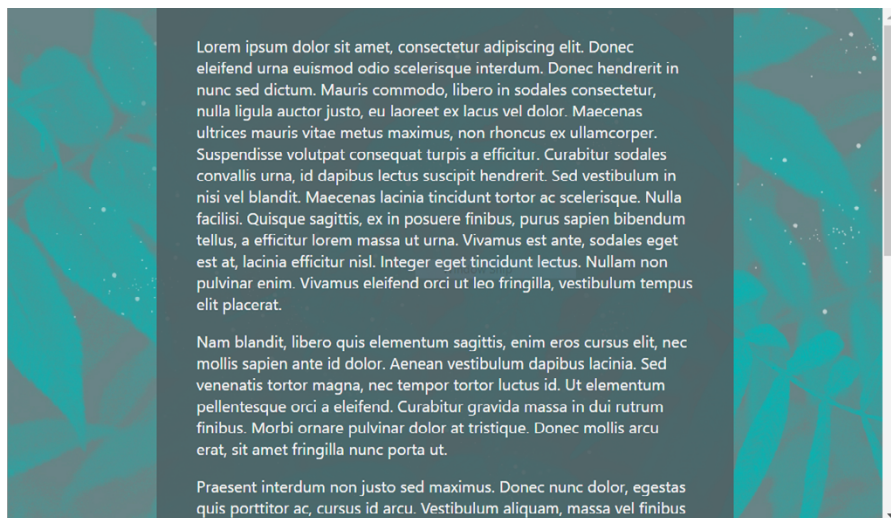 Lorem ipsum dolor sit amet, consectetur adipiscing elit. Donec
eleifend urna euismod odio scelerisque interdum. Donec hendrerit in
nunc sed dictum. Mauris commodo, libero in sodales consectetur,
nulla ligula auctor justo, eu laoreet ex lacus vel dolor. Maecenas
ultrices mauris vitae metus maximus, non rhoncus ex ullamcorper.
Suspendisse volutpat consequat turpis a efficitur. Curabitur sodales
convallis urna, id dapibus lectus suscipit hendrerit. Sed vestibulum in
nisi vel blandit. Maecenas lacinia tincidunt tortor ac scelerisque. Nulla
facilisi. Quisque sagittis, ex in posuere finibus, purus sapien bibendum
tellus, a efficitur lorem massa ut urna. Vivamus est ante, sodales eget
est at, lacinia efficitur nisl. Integer eget tincidunt lectus. Nullam non
pulvinar enim. Vivamus eleifend orci ut leo fringilla, vestibulum tempus
elit placerat.
Nam blandit, libero quis elementum sagittis, enim eros cursus elit, nec
mollis sapien ante id dolor. Aenean vestibulum dapibus lacinia. Sed
venenatis tortor magna, nec tempor tortor luctus id. Ut elementum
pellentesque orci a eleifend. Curabitur gravida massa in dui rutrum
finibus. Morbi ornare pulvinar dolor at tristique. Donec mollis arcu
erat, sit amet fringilla nunc porta ut.
Praesent interdum non justo sed maximus. Donec nunc dolor, egestas
quis porttitor ac, cursus id arcu. Vestibulum aliquam, massa vel finibus